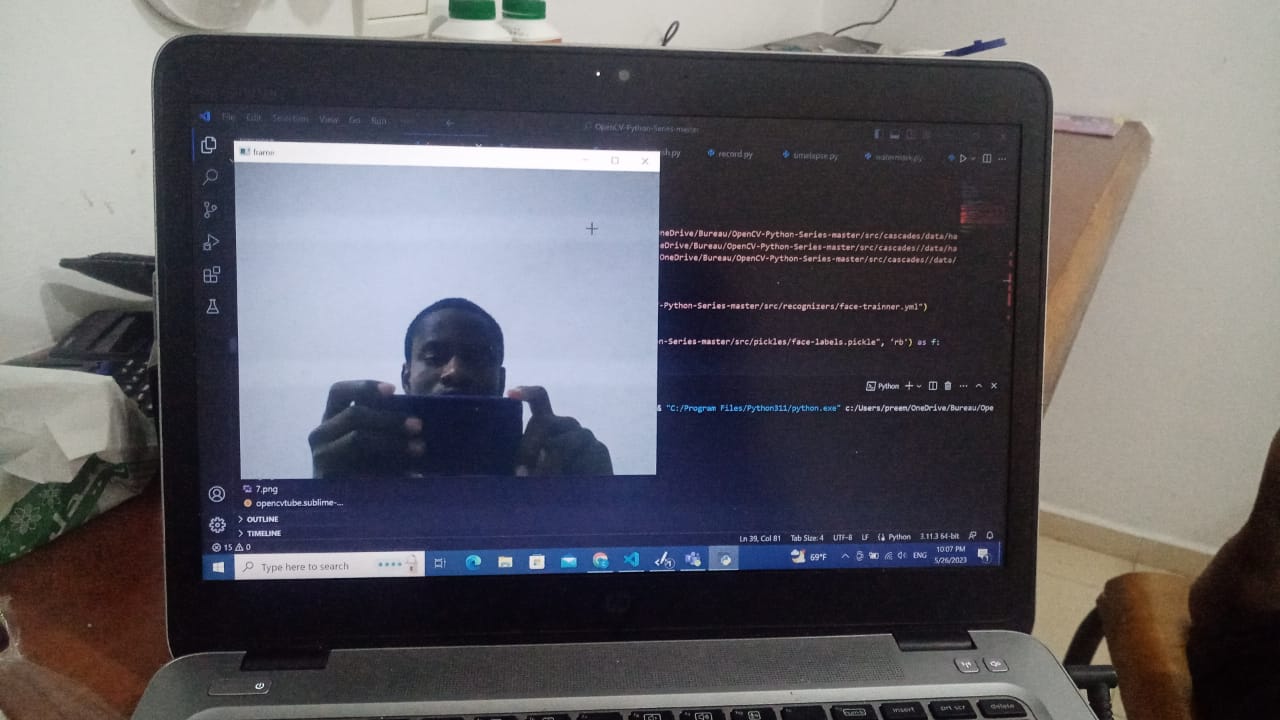 File Edit Selection View Go Run
OpenCV-Python-Series-master
frame
sh.py record.py timelapse.py watermark.py
neDrive/Bureau/OpenCV-Python-Series-master/src/cascades/data/ha
eDrive/Bureau/OpenCV-Python-Series-master/src/cascades//data/ha
OneDrive/Bureau/OpenCV-Python-Series-master/src/cascades//data/
-Python-Series-master/src/recognizers/face-trainner.yml")
n-Series-master/src/pickles/face-labels.pickle", 'rb') as f:
Python
& "C:/Program Files/Python311/python.exe" c:/Users/preem/OneDrive/Bureau/Ope
7.png
opencvtube.sublime-...
OUTLINE
TIMELINE
15 0
Ln 39, Col 81 Tab Size: 4 UTF-8 LF Python 3.11.3 64-bit
Type here to search
69°F ENG
10:07 PM
5/26/2023
insert prt scr delete